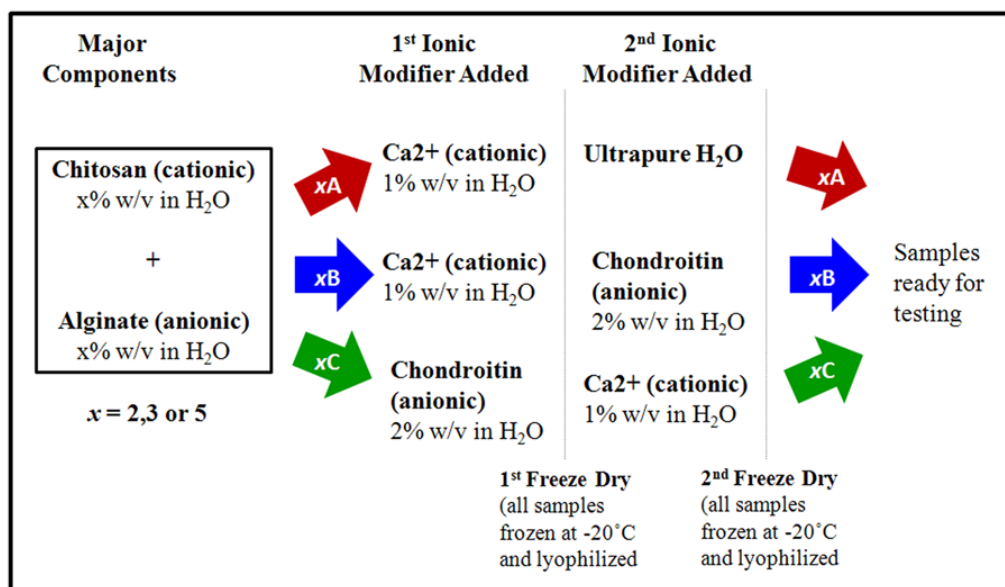 Major
Components
1st Ionic
Modifier Added
2nd Ionic
Modifier Added
Chitosan (cationic)
x% w/v in H2O
+
Alginate (anionic)
x% w/v in H2O
x = 2,3 or 5
xA
xB
xC
Ca2+ (cationic)
1% w/v in H2O
Ca2+ (cationic)
1% w/v in H2O
Chondroitin
(anionic)
2% w/v in H2O
Ultrapure H2O
Chondroitin
(anionic)
2% w/v in H2O
Ca2+ (cationic)
1% w/v in H2O
xA
xB
xC
Samples
ready for
testing
1st Freeze Dry
(all samples
frozen at -20˚C
and lyophilized
2nd Freeze Dry
(all samples
frozen at -20˚C
and lyophilized